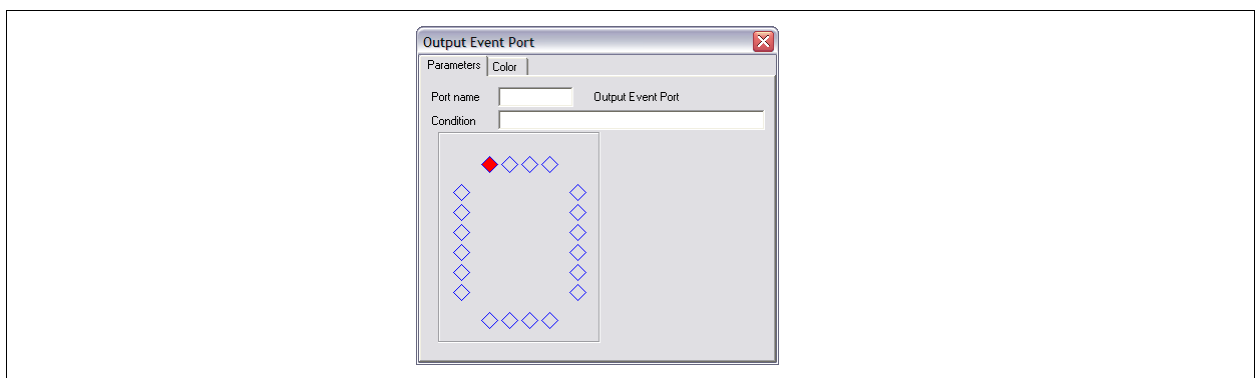 Output Event Port
Parameters Color
Port name Output Event Port
Condition